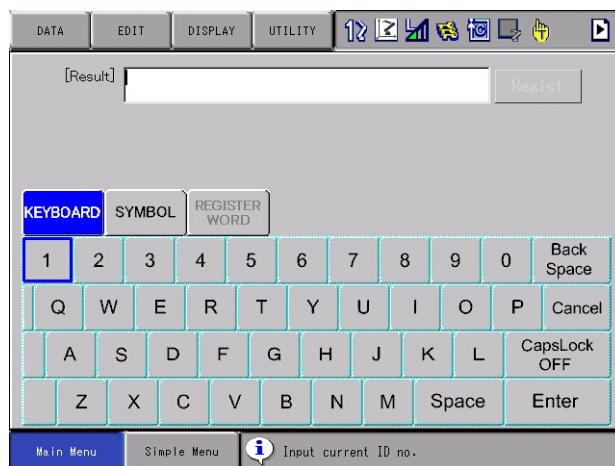 DATA EDIT DISPLAY UTILITY
[Result] Regist
KEYBOARD SYMBOL REGISTER
WORD
1 2 3 4 5 6 7 8 9 0 Back
Space
Q W E R T Y U I O P Cancel
A S D F G H J K L CapsLock
OFF
Z X C V B N M Space Enter
Main Menu Simple Menu Input current ID no.